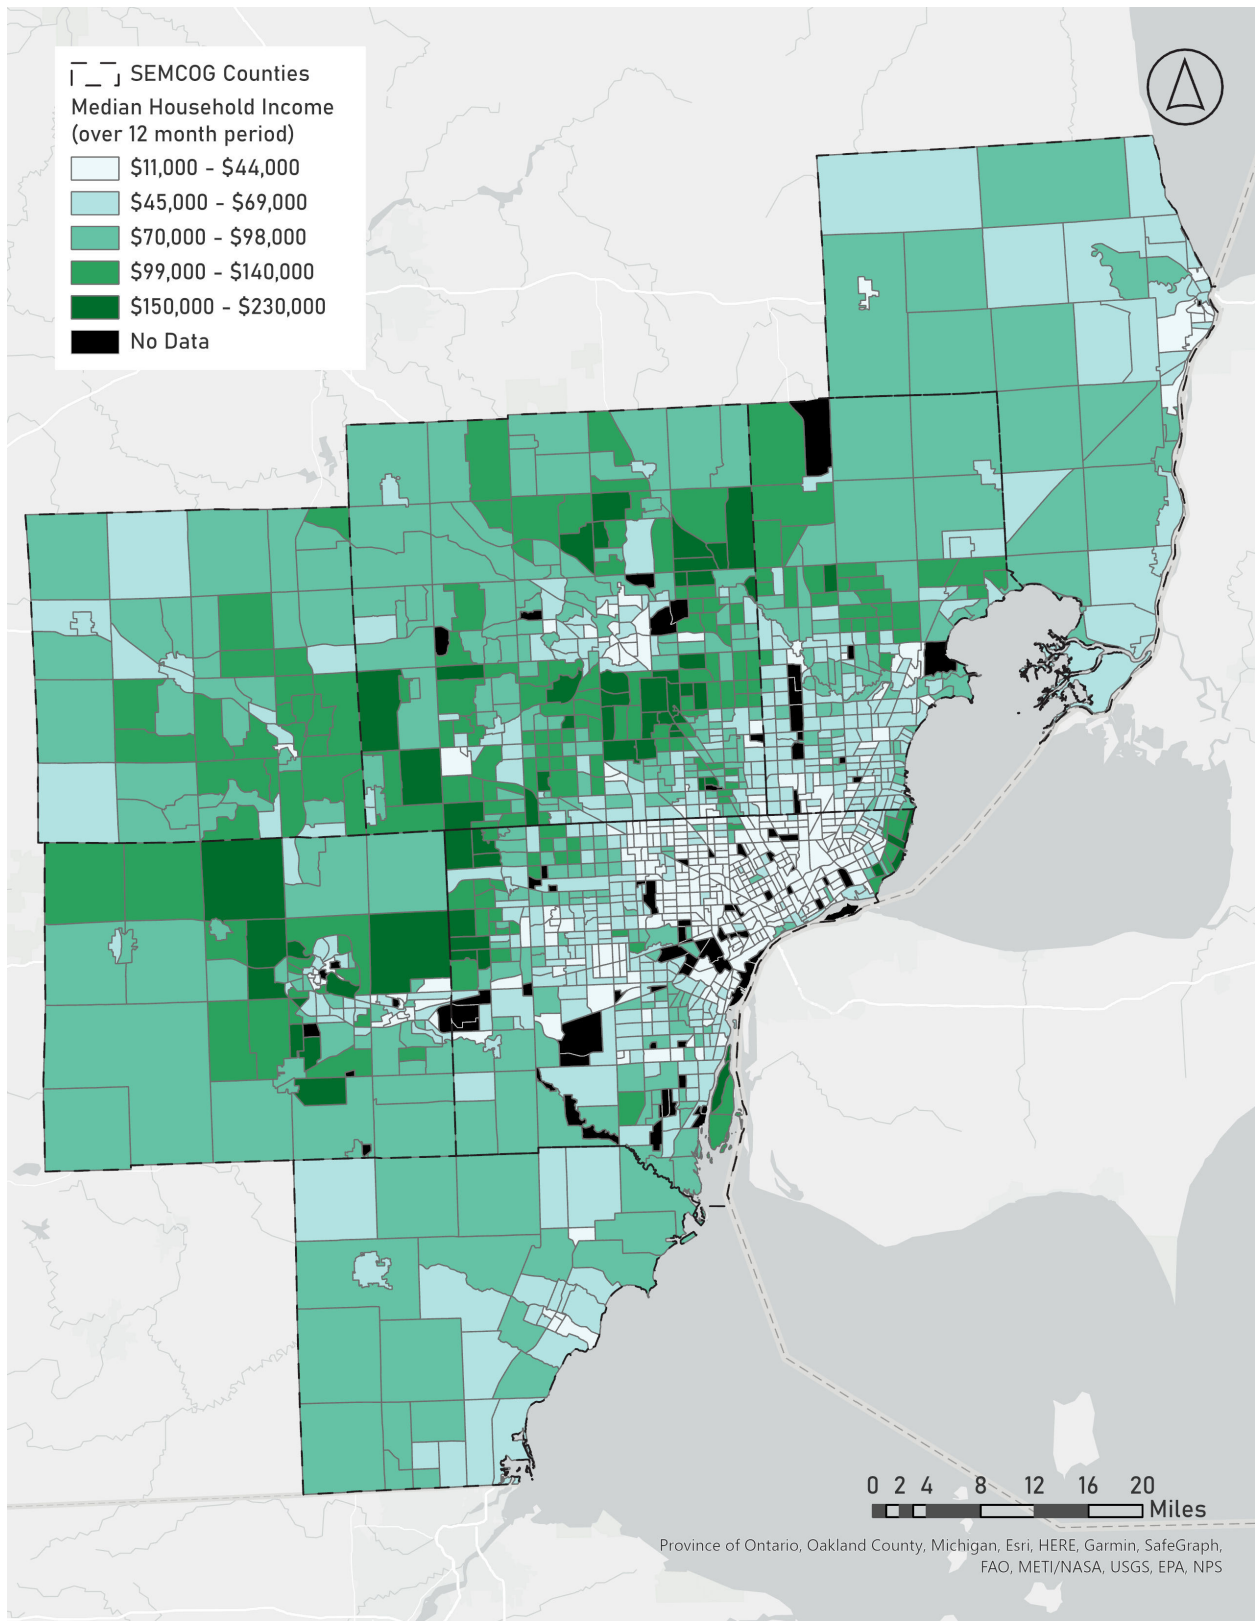 SEMCOG Counties
Median Household Income
(over 12 month period)
$11,000 - $44,000
$45,000 - $69,000
$70,000 - $98,000
$99,000 - $140,000
$150,000 - $230,000
No Data
0 2 4 8 12 16 20
Miles
Province of Ontario, Oakland County, Michigan, Esri, HERE, Garmin, SafeGraph,
FAO, METI/NASA, USGS, EPA, NPS